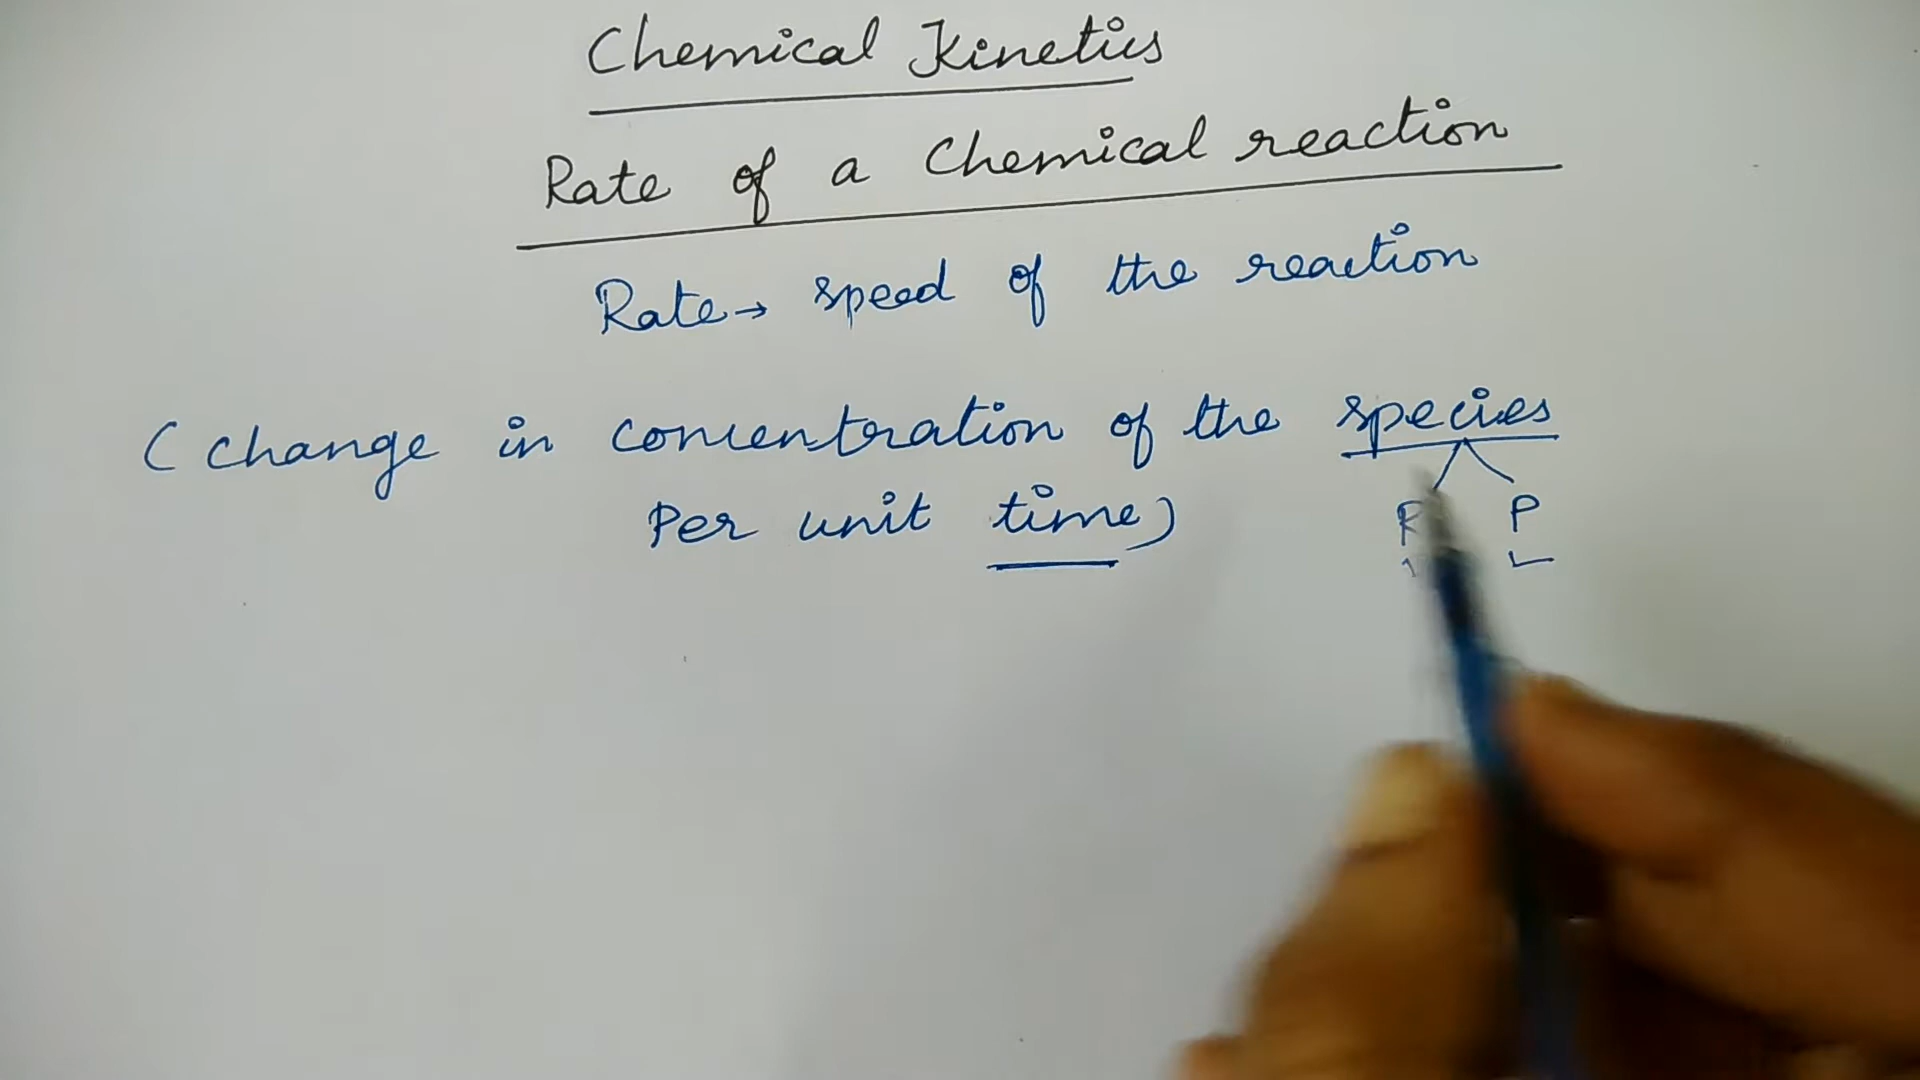 Chemical Kinetics
Rate of a Chemical reaction
Rate → speed of the reaction
(change in concentration of the species
Per unit time)
R P